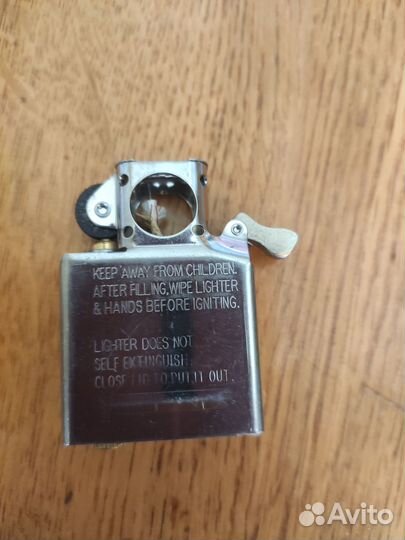 KEEP AWAY FROM CHILDREN.
AFTER FILLING, WIPE LIGHTER
& HANDS BEFORE IGNITING.
LIGHTER DOES NOT
SELF EXTINGUISH.
CLOSE LID TO PUT IT OUT.
Avito